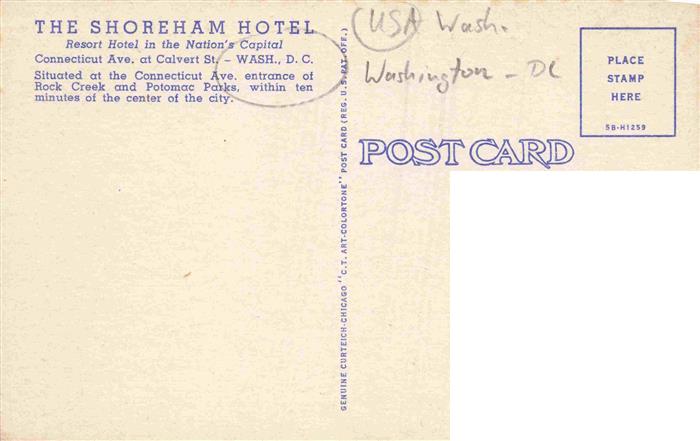 THE SHOREHAM HOTEL
Resort Hotel in the Nation's Capital
Connecticut Ave. at Calvert St. – WASH., D. C.
Situated at the Connecticut Ave. entrance of
Rock Creek and Potomac Parks, within ten
minutes of the center of the city.
GENUINE CURTEICH-CHICAGO "C.T. ART-COLORTONE" POST CARD (REG. U.S. PAT. OFF.)
USA Wash.
Washington – DC
PLACE
STAMP
HERE
5B-H1259
POST CARD